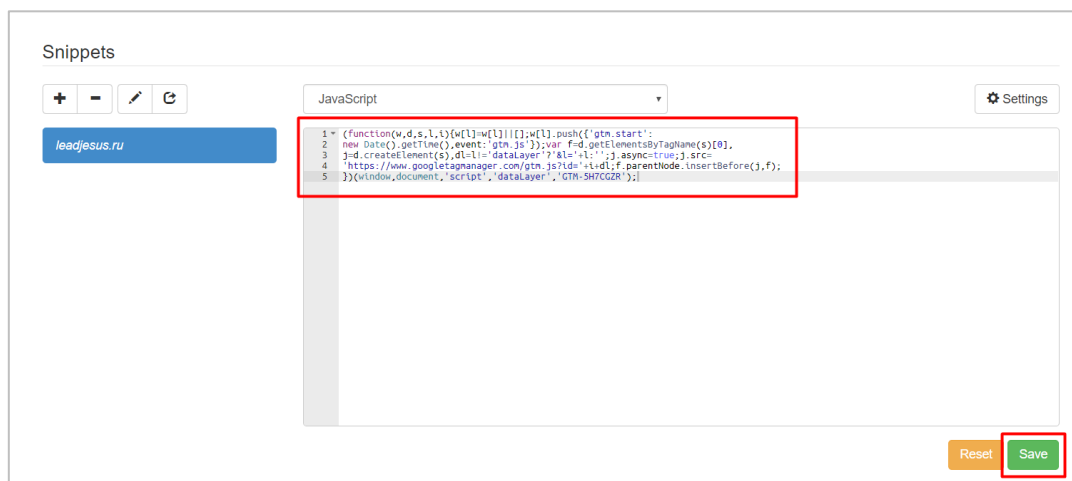 Snippets
JavaScript
Settings
leadjesus.ru
1 (function(w,d,s,l,i){w[l]=w[l]||[];w[l].push({'gtm.start':
2 new Date().getTime(),event:'gtm.js'});var f=d.getElementsByTagName(s)[0],
3 j=d.createElement(s),dl=l!='dataLayer'?'&l='+l:'';j.async=true;j.src=
4 'https://www.googletagmanager.com/gtm.js?id='+i+dl;f.parentNode.insertBefore(j,f);
5 })(window,document,'script','dataLayer','GTM-5H7CGZR');
Reset
Save